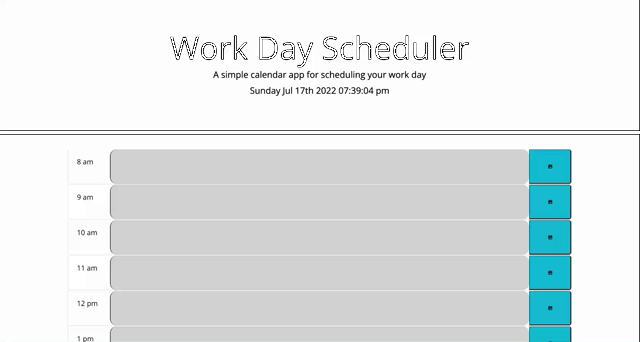 Work Day Scheduler
A simple calendar app for scheduling your work day
Sunday Jul 17th 2022 07:39:04 pm
8 am
9 am
10 am
11 am
12 pm
1 pm